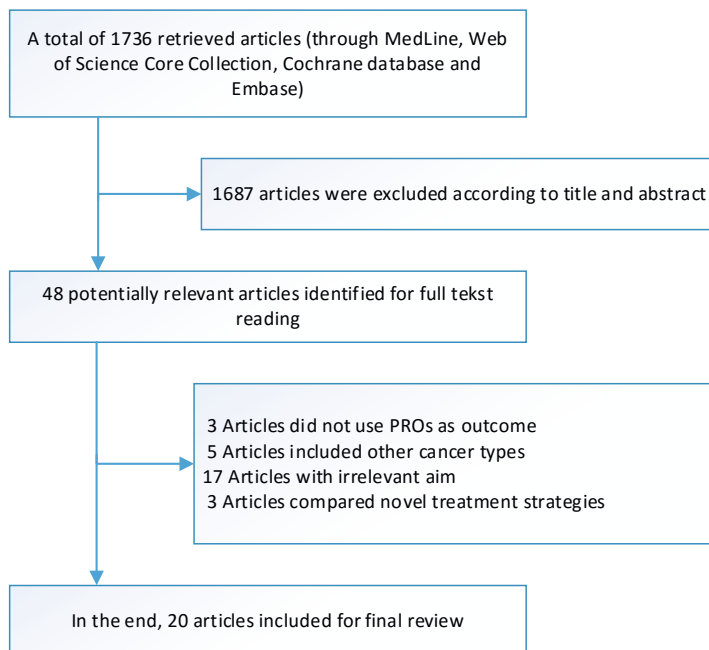 A total of 1736 retrieved articles (through MedLine, Web
of Science Core Collection, Cochrane database and
Embase)
1687 articles were excluded according to title and abstract
48 potentially relevant articles identified for full tekst
reading
3 Articles did not use PROs as outcome
5 Articles included other cancer types
17 Articles with irrelevant aim
3 Articles compared novel treatment strategies
In the end, 20 articles included for final review